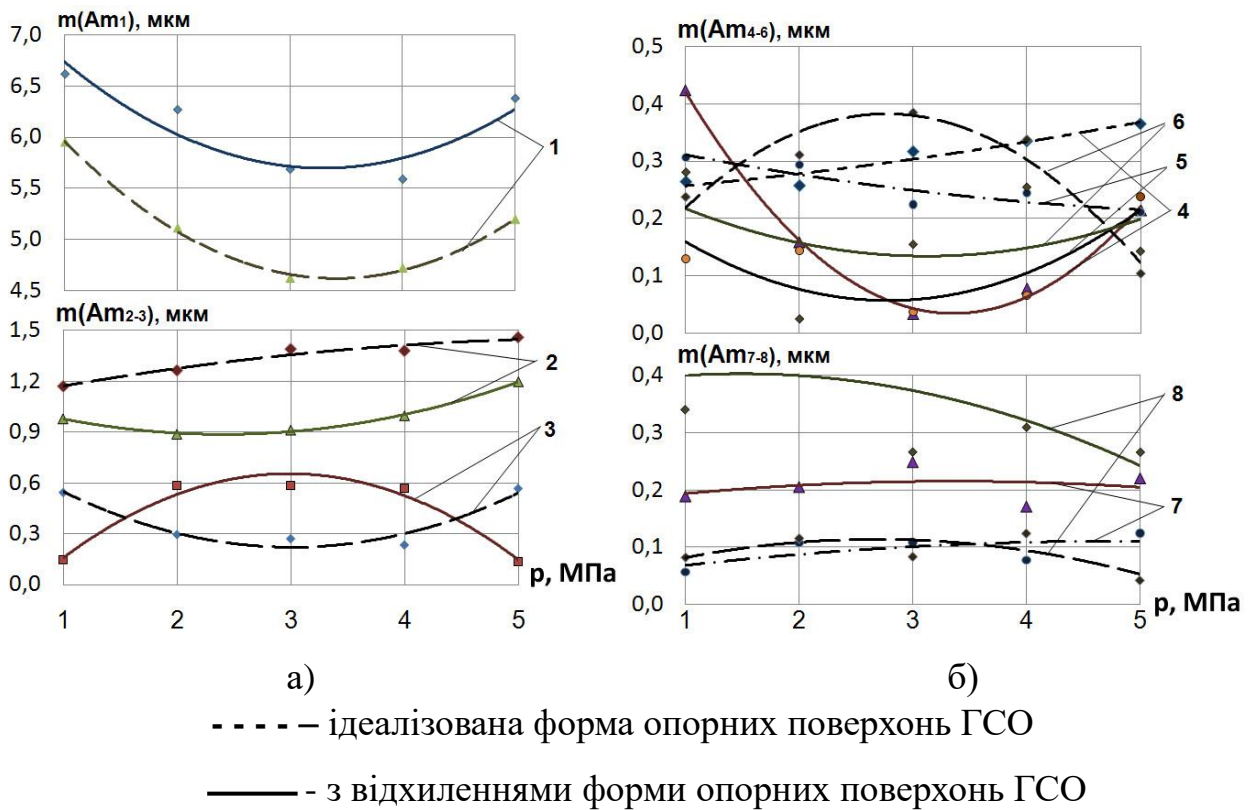 m(Am₁), мкм
7,0
6,5
6,0
5,5
5,0
4,5
1
m(Am₂₋₃), мкм
1,5
1,2
0,9
0,6
0,3
0,0
2
3
p, МПа
1 2 3 4 5
а)
m(Am₄₋₆), мкм
0,5
0,4
0,3
0,2
0,1
0,0
6
5
4
m(Am₇₋₈), мкм
0,4
0,3
0,2
0,1
0,0
8
7
p, МПа
1 2 3 4 5
б)
- - - - – ідеалізована форма опорних поверхонь ГСО
——— - з відхиленнями форми опорних поверхонь ГСО